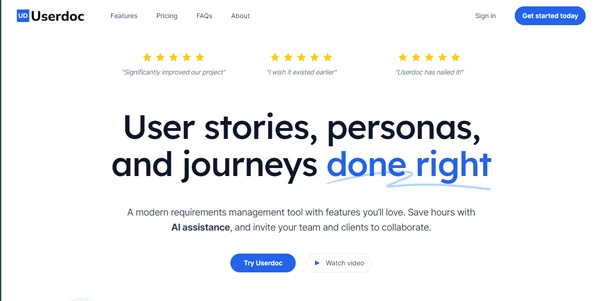 UD Userdoc Features Pricing FAQs About Sign in Get started today
"Significantly improved our project" "I wish it existed earlier" "Userdoc has nailed it!"
User stories, personas,
and journeys done right
A modern requirements management tool with features you'll love. Save hours with
AI assistance, and invite your team and clients to collaborate.
Try Userdoc Watch video